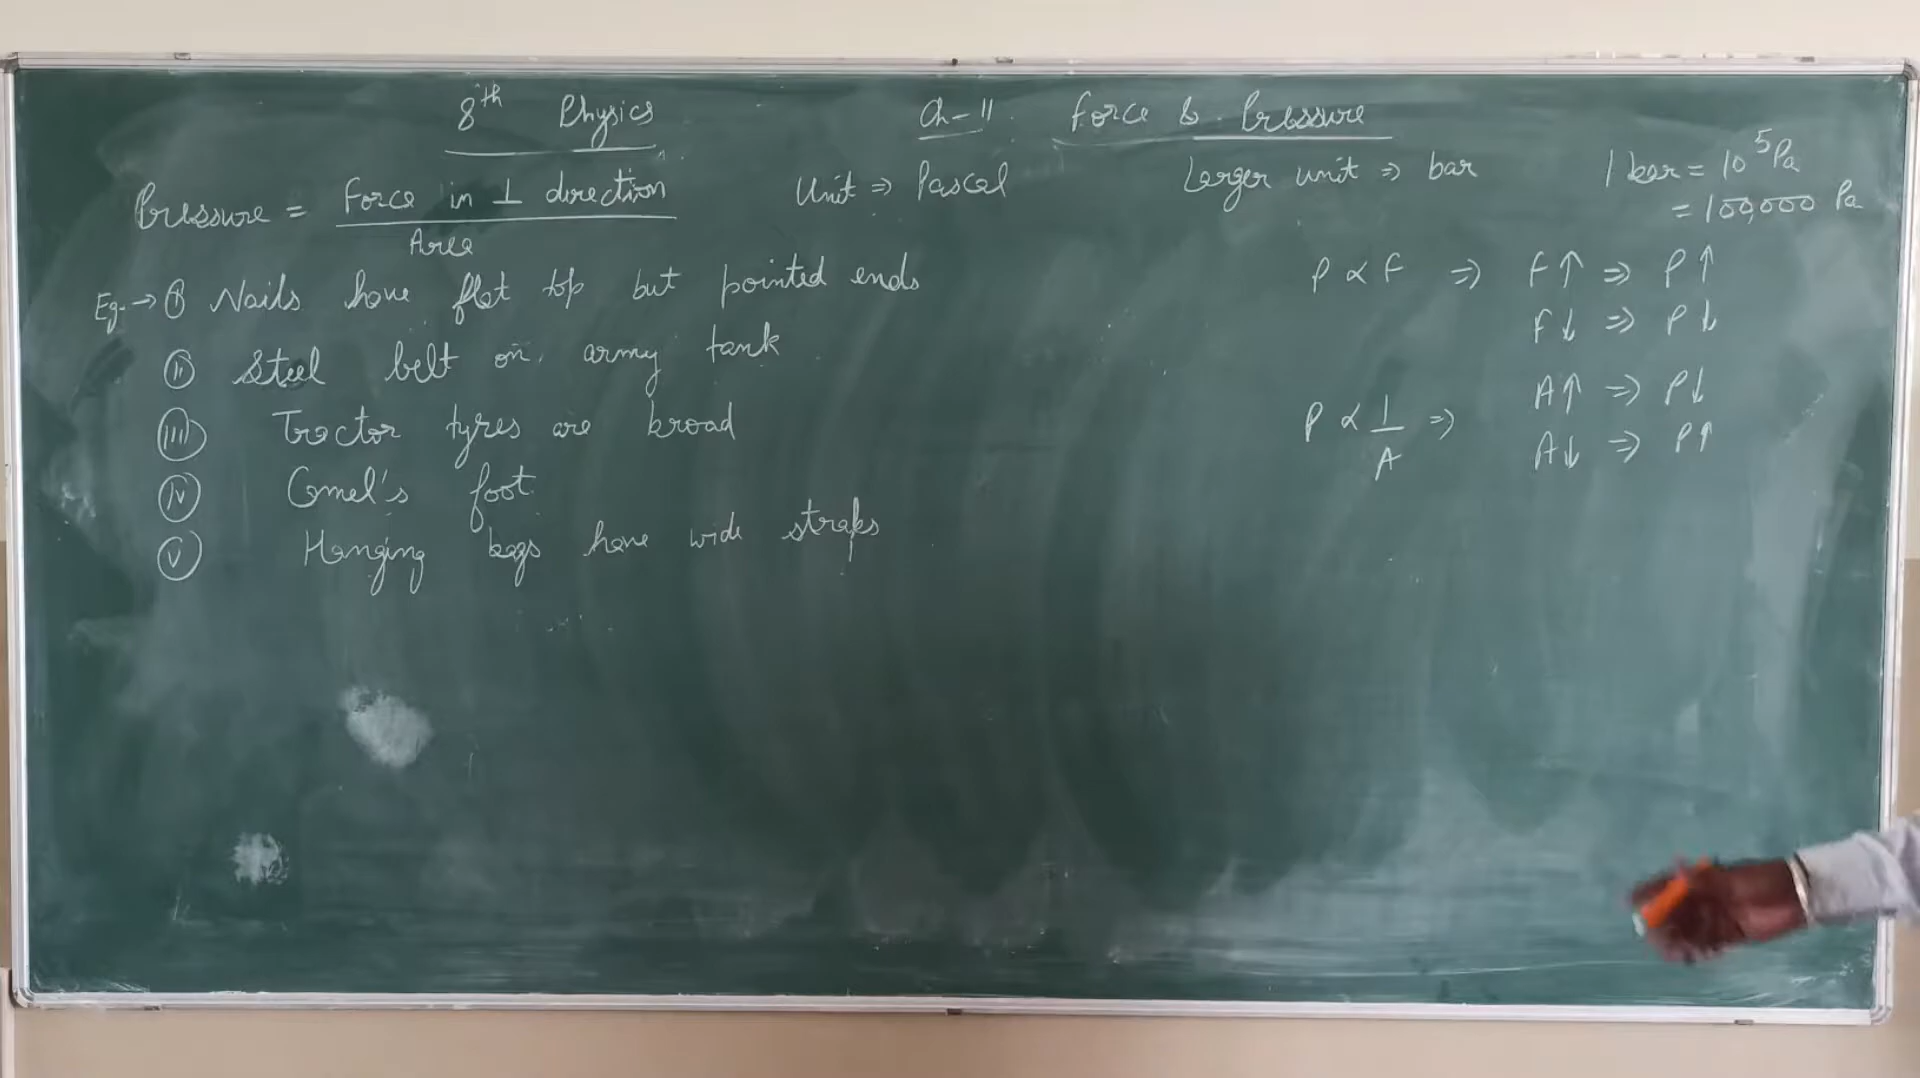 8th Physics Ch-11 Force & Pressure
Pressure = Force in ⊥ direction / Area
Unit ⇒ Pascal
Larger unit ⇒ bar
1 bar = 10⁵ Pa
= 100,000 Pa
Eg. → (i) Nails have flat top but pointed ends
(ii) Steel belt on army tank
(iii) Tractor tyres are broad
(iv) Camel's foot
(v) Hanging bags have wide straps
P ∝ F ⇒ F↑ ⇒ P↑
F↓ ⇒ P↓
P ∝ 1/A ⇒ A↑ ⇒ P↓
A↓ ⇒ P↑